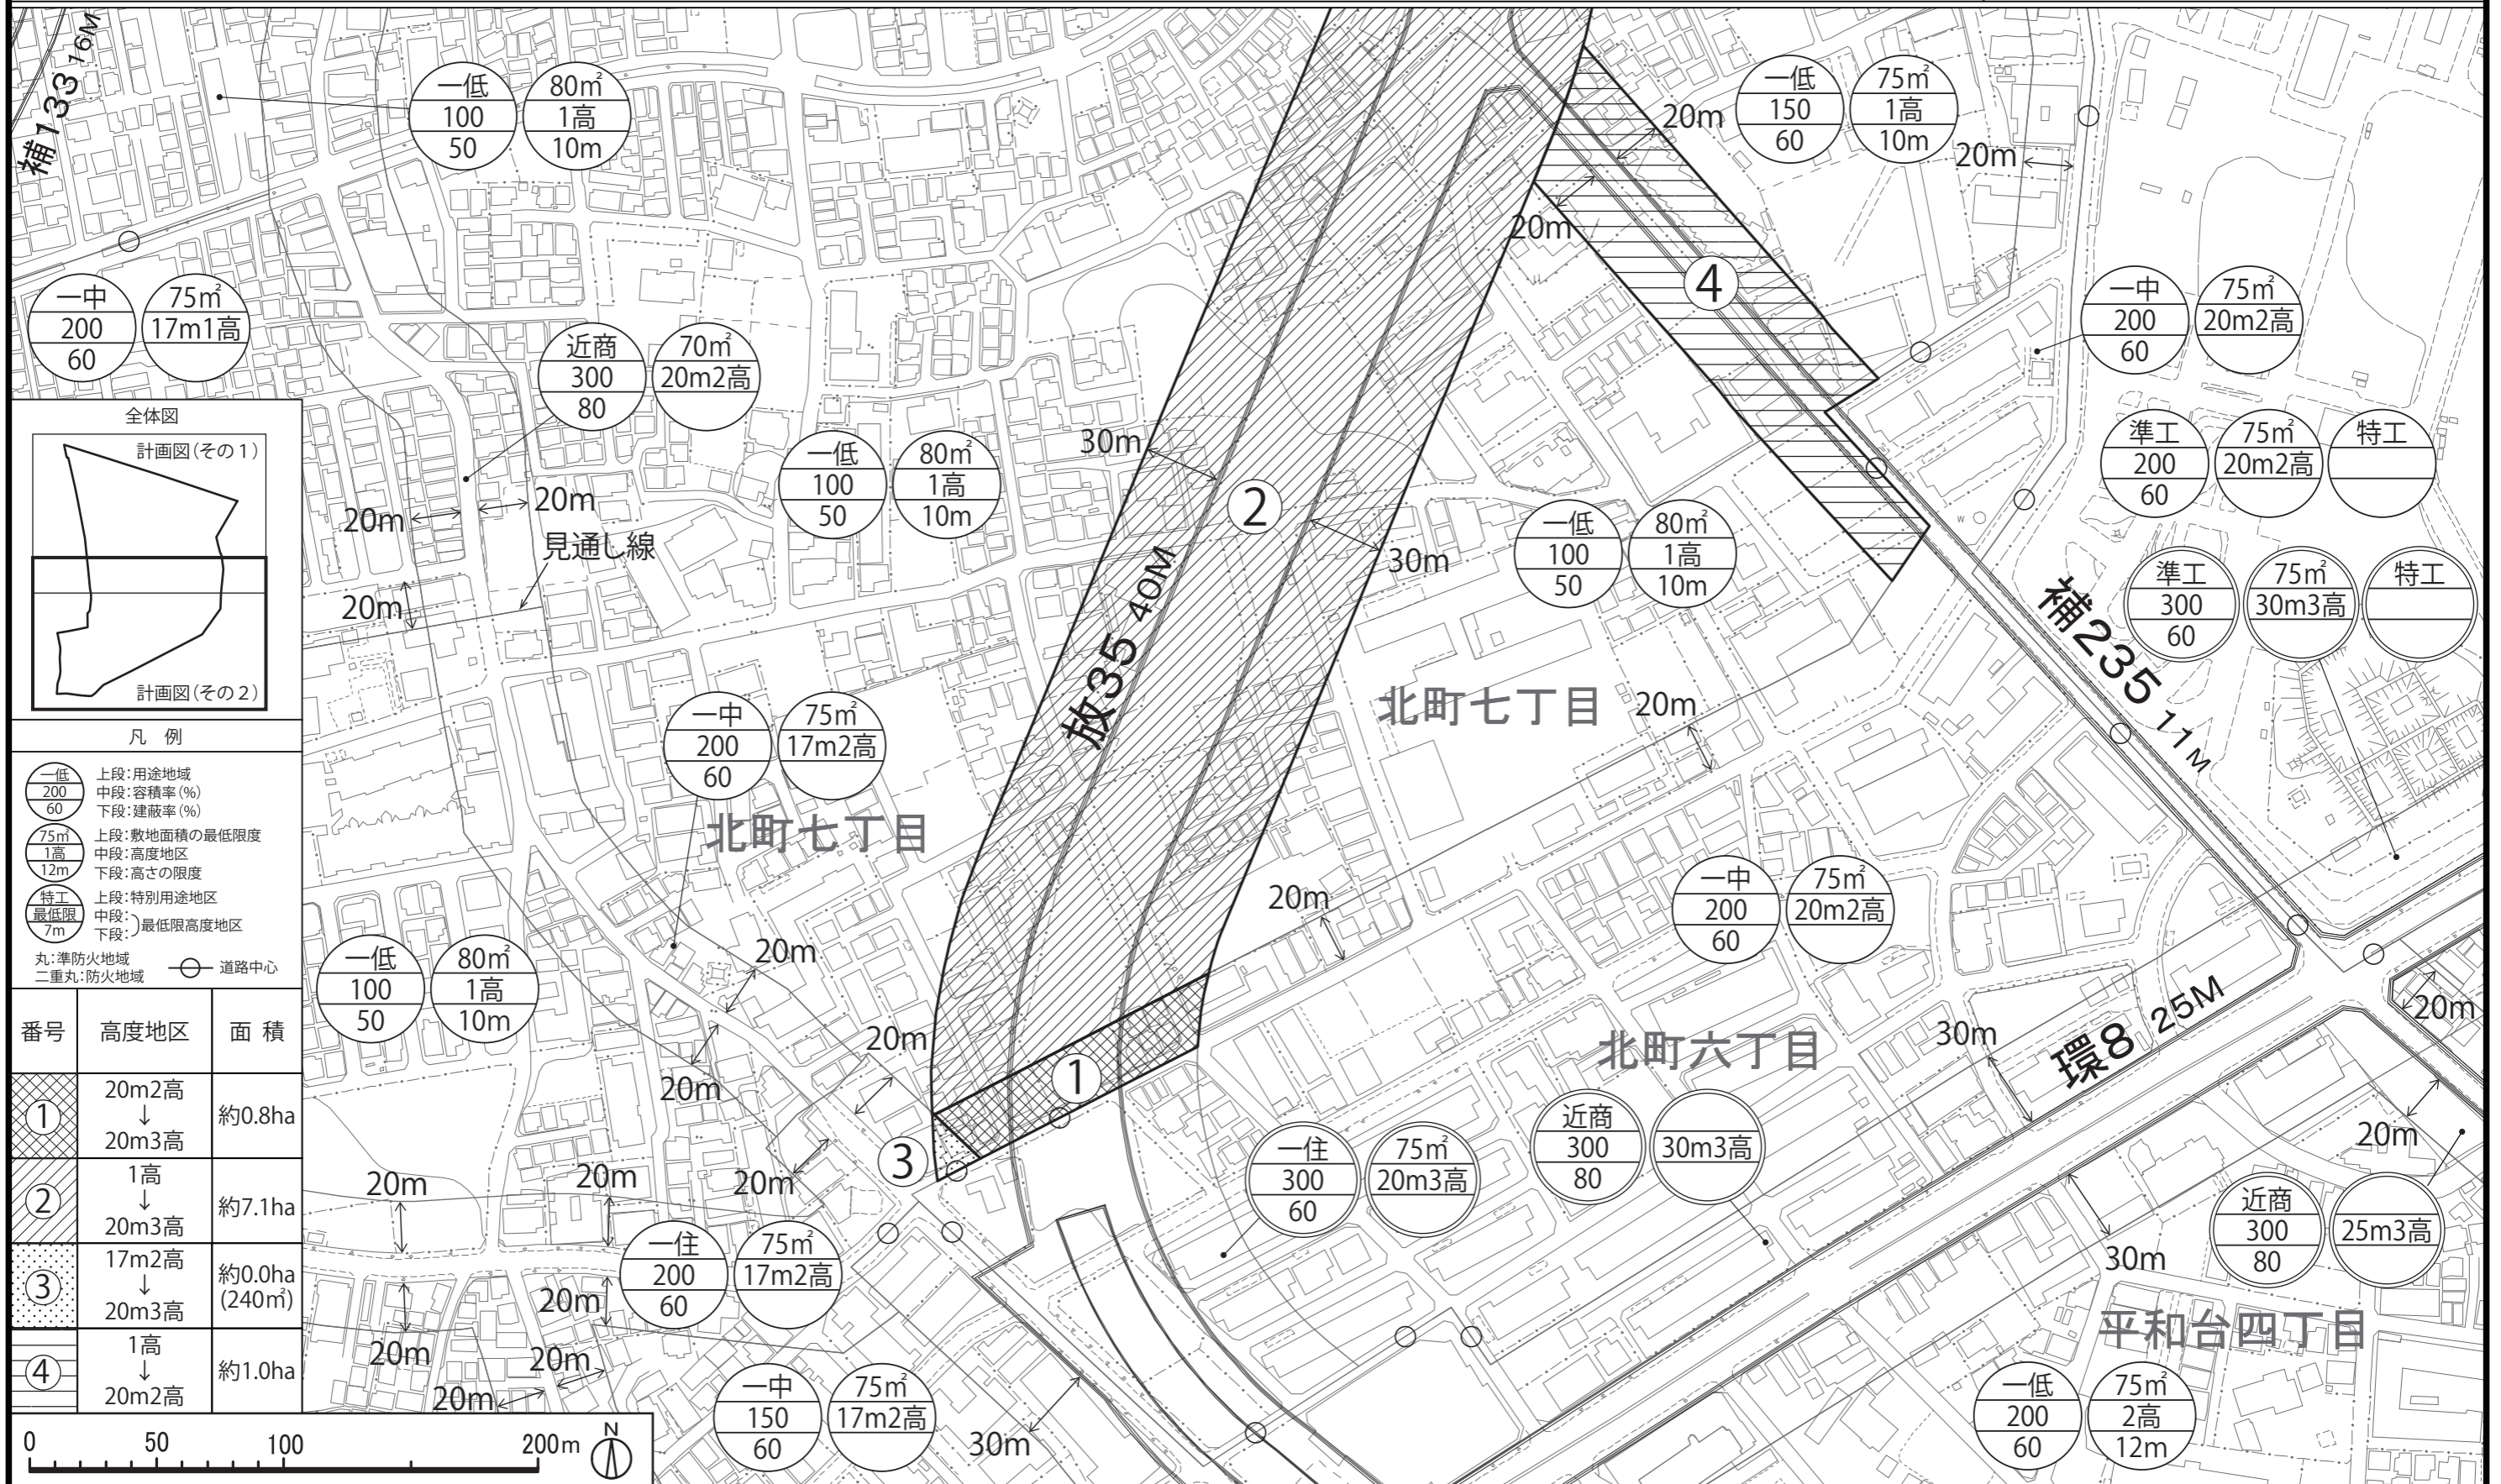 補133 16M
一低
100
50
80㎡
1高
10m
20m
一低
150
60
75㎡
1高
10m
20m
20m
一中
200
60
75㎡
17m1高
近商
300
80
70㎡
20m2高
4
一中
200
60
75㎡
20m2高
全体図
計画図(その1)
計画図(その2)
20m
20m
見通し線
20m
一低
100
50
80㎡
1高
10m
30m
2
30m
一低
100
50
80㎡
1高
10m
準工
200
60
75㎡
20m2高
特工
準工
300
60
75㎡
30m3高
特工
放35 40M
補235 11M
北町七丁目
20m
一中
200
60
75㎡
17m2高
北町七丁目
凡 例
一低
200
60
上段:用途地域
中段:容積率(%)
下段:建蔽率(%)
75㎡
1高
12m
上段:敷地面積の最低限度
中段:高度地区
下段:高さの限度
特工
最低限
7m
上段:特別用途地区
中段:
下段:}最低限高度地区
丸:準防火地域
二重丸:防火地域
道路中心
一低
100
50
80㎡
1高
10m
20m
20m
20m
20m
一中
200
60
75㎡
20m2高
20m
30m
環8 25M
北町六丁目
番号
高度地区
面 積
1
20m2高
↓
20m3高
約0.8ha
2
1高
↓
20m3高
約7.1ha
3
17m2高
↓
20m3高
約0.0ha
(240㎡)
4
1高
↓
20m2高
約1.0ha
1
3
20m
20m
20m
一住
200
60
75㎡
17m2高
一住
300
60
75㎡
20m3高
近商
300
80
30m3高
20m
近商
300
80
25m3高
30m
平和台四丁目
20m
20m
20m
20m
一中
150
60
75㎡
17m2高
30m
一低
200
60
75㎡
2高
12m
0 50 100 200m
N